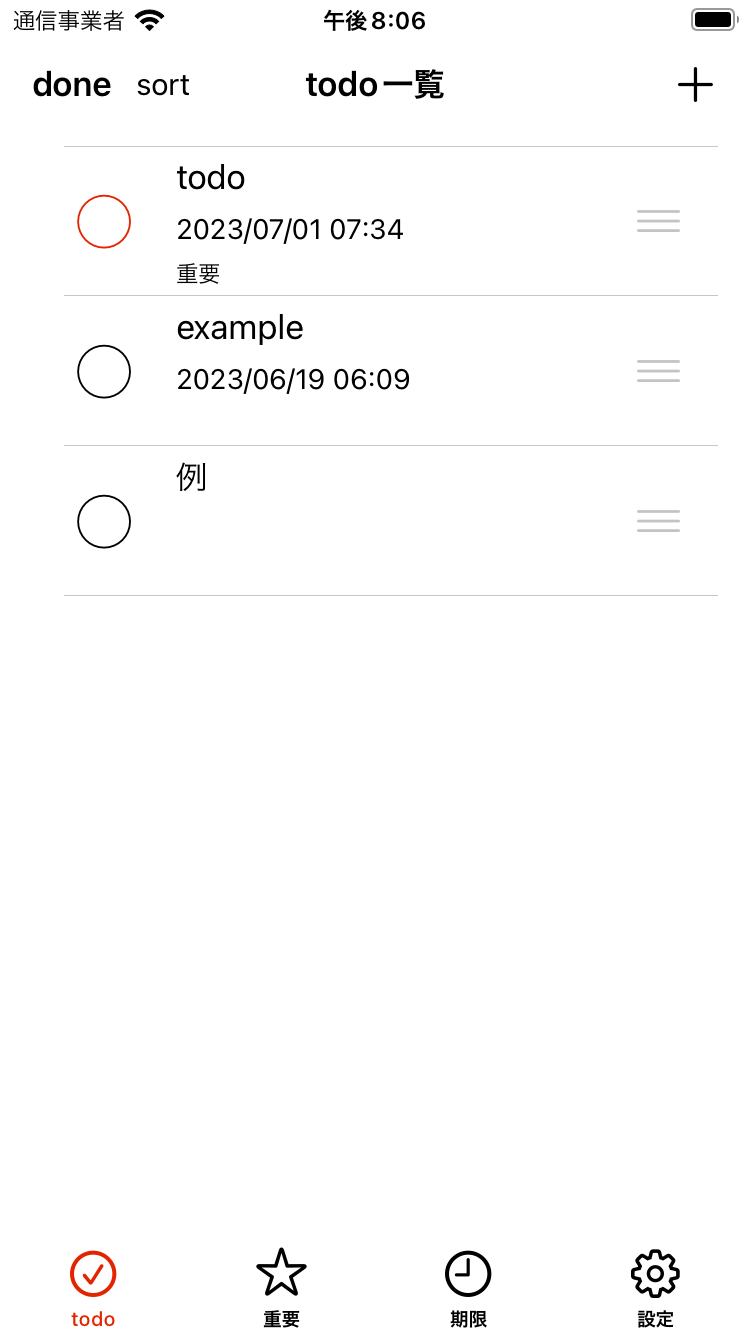 通信事業者 午後8:06
done sort todo一覧
todo
2023/07/01 07:34
重要
example
2023/06/19 06:09
例
todo 重要 期限 設定